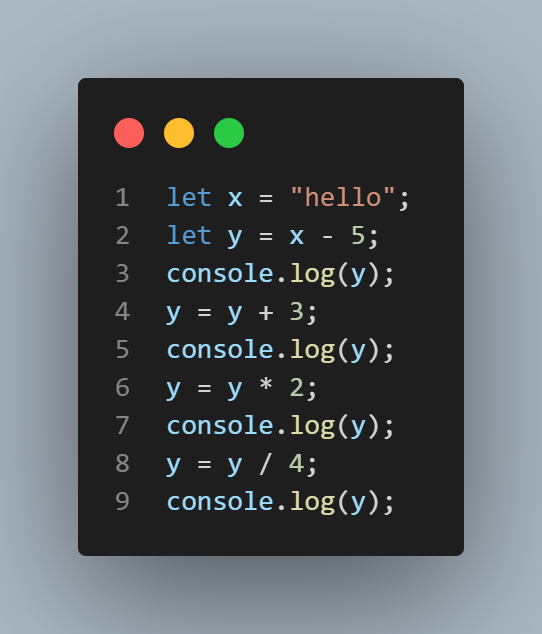 1 let x = "hello";
2 let y = x - 5;
3 console.log(y);
4 y = y + 3;
5 console.log(y);
6 y = y * 2;
7 console.log(y);
8 y = y / 4;
9 console.log(y);